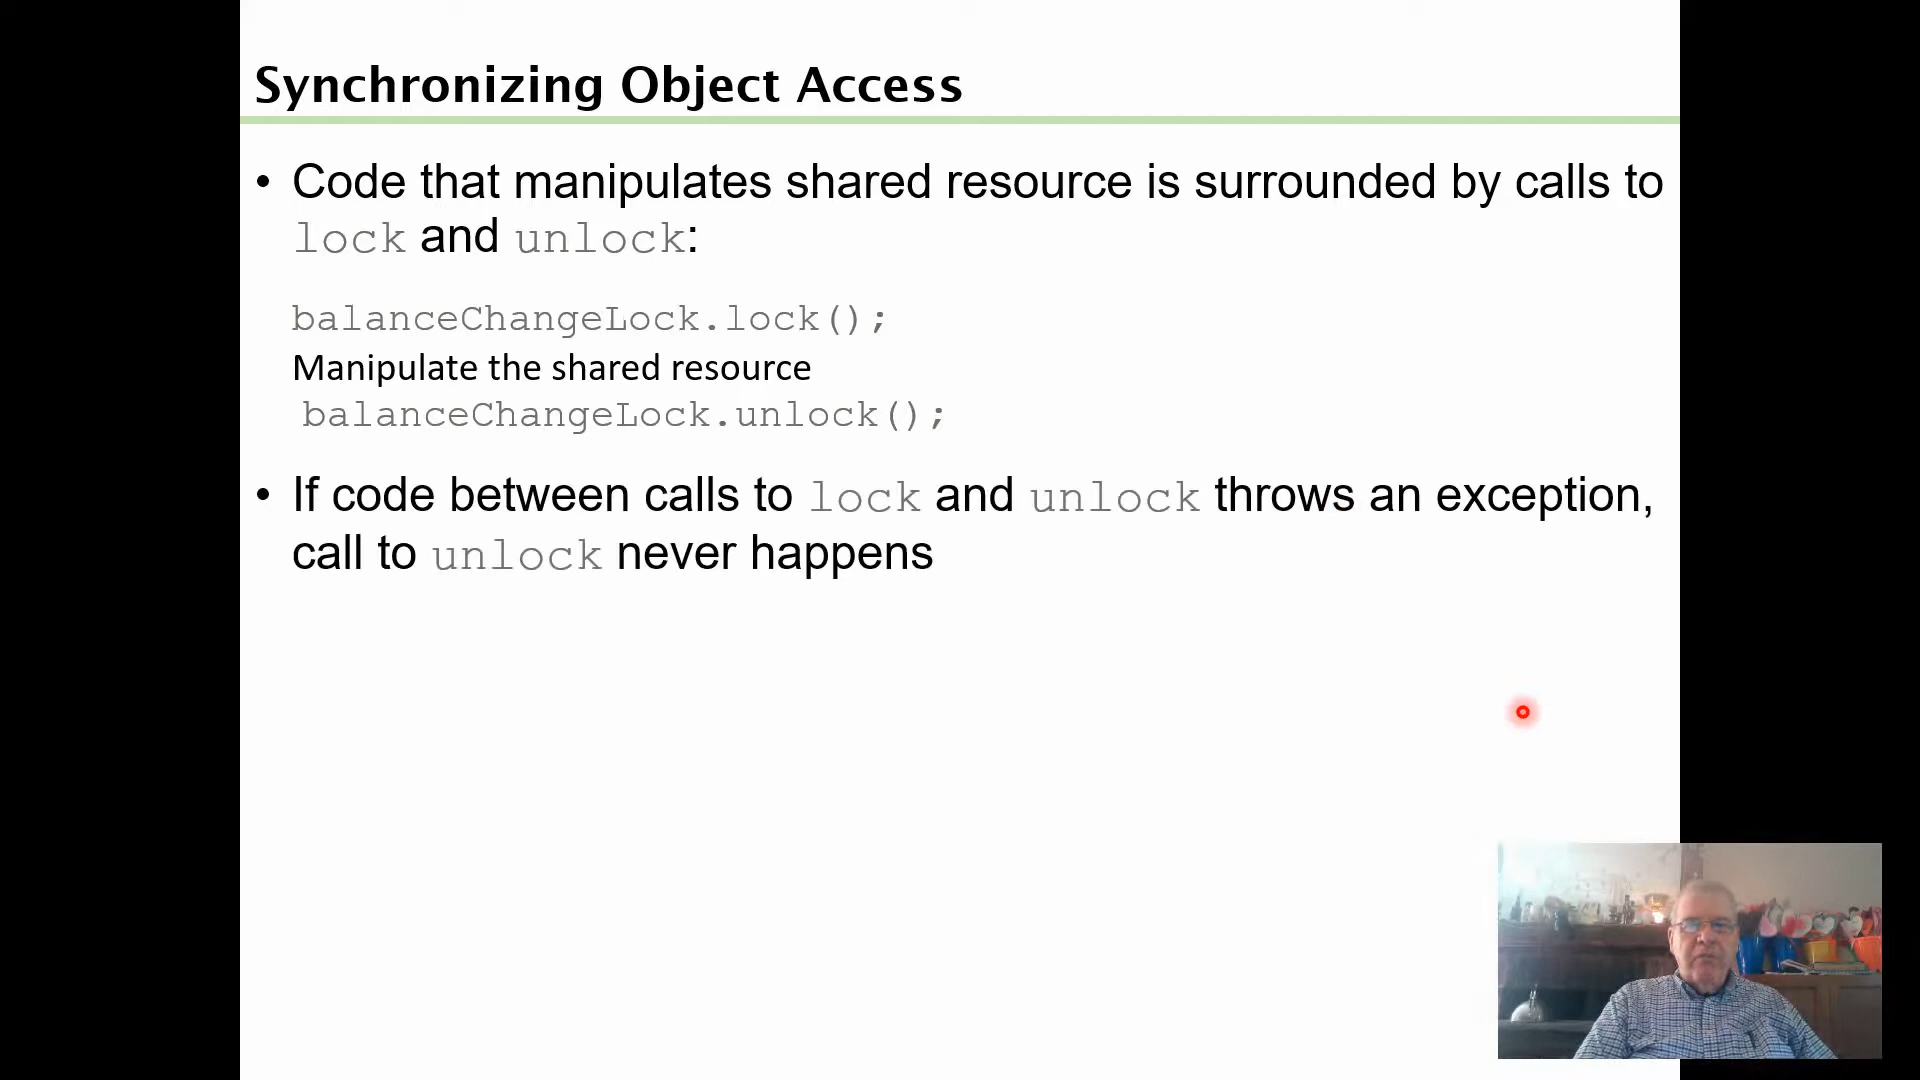 Synchronizing Object Access
• Code that manipulates shared resource is surrounded by calls to
lock and unlock:
balanceChangeLock.lock();
Manipulate the shared resource
balanceChangeLock.unlock();
• If code between calls to lock and unlock throws an exception,
call to unlock never happens